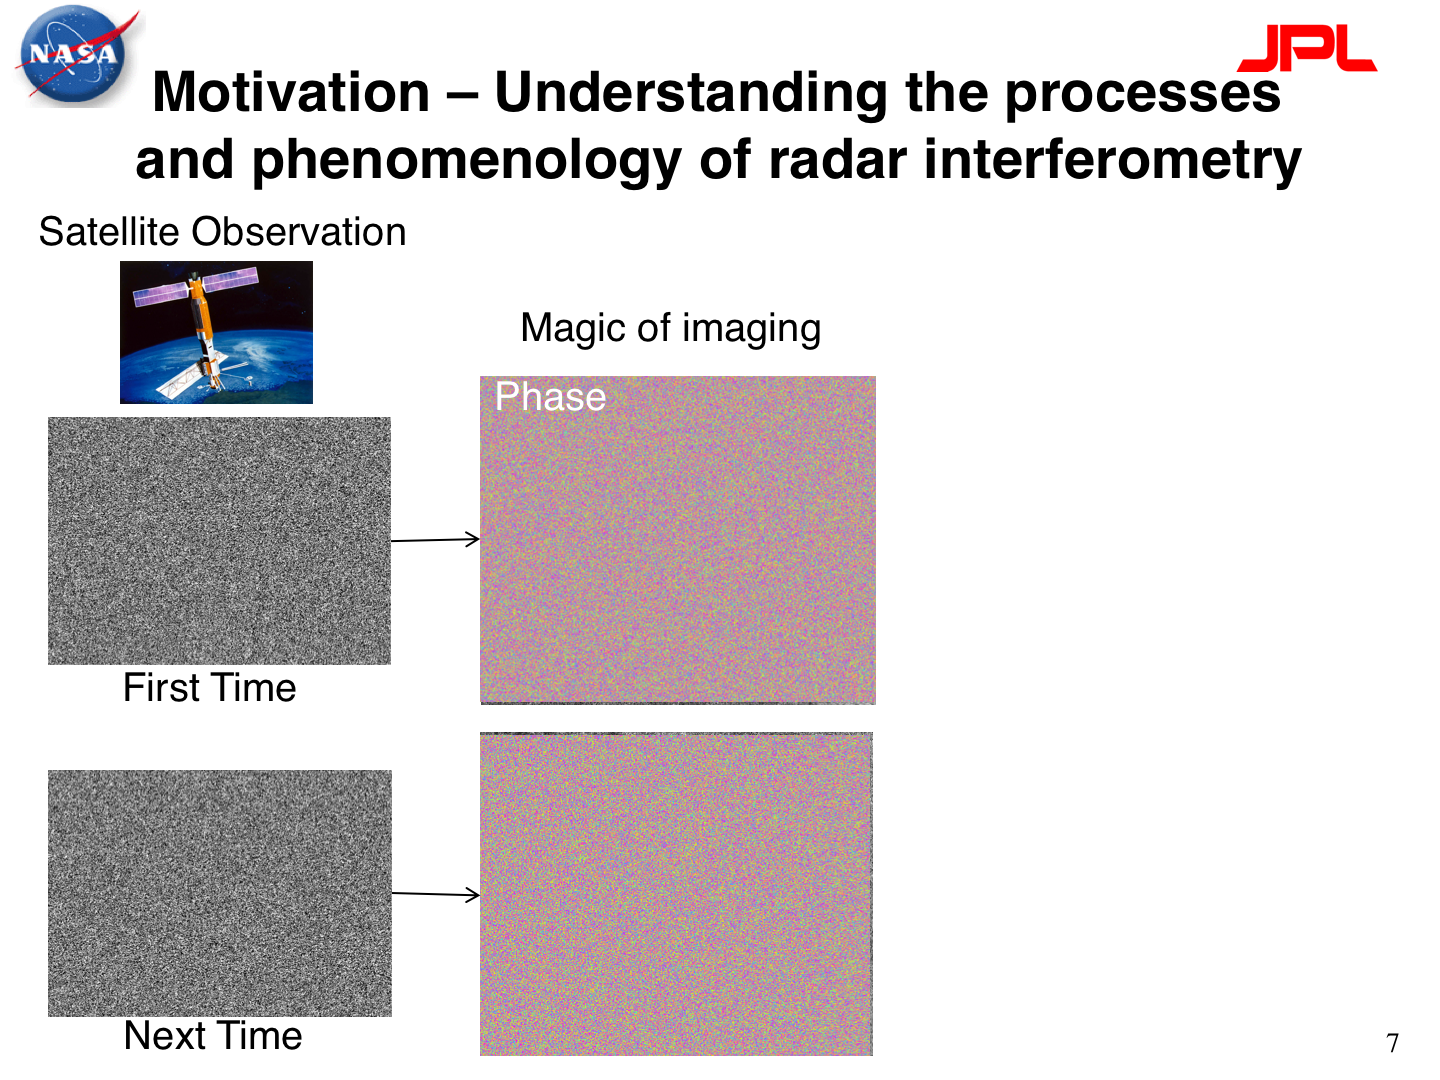 NASA
JPL
Motivation – Understanding the processes
and phenomenology of radar interferometry
Satellite Observation
Magic of imaging
Phase
First Time
Next Time
7